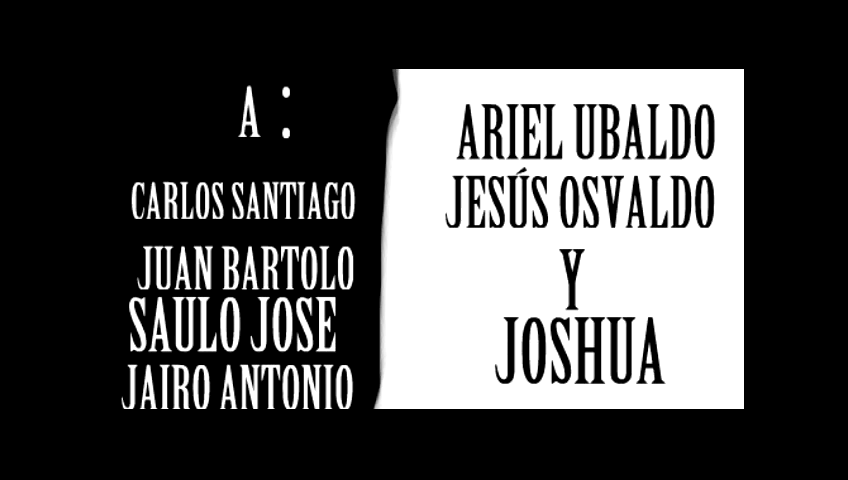 A :
CARLOS SANTIAGO
JUAN BARTOLO
SAULO JOSE
JAIRO ANTONIO
ARIEL UBALDO
JESÚS OSVALDO
Y
JOSHUA